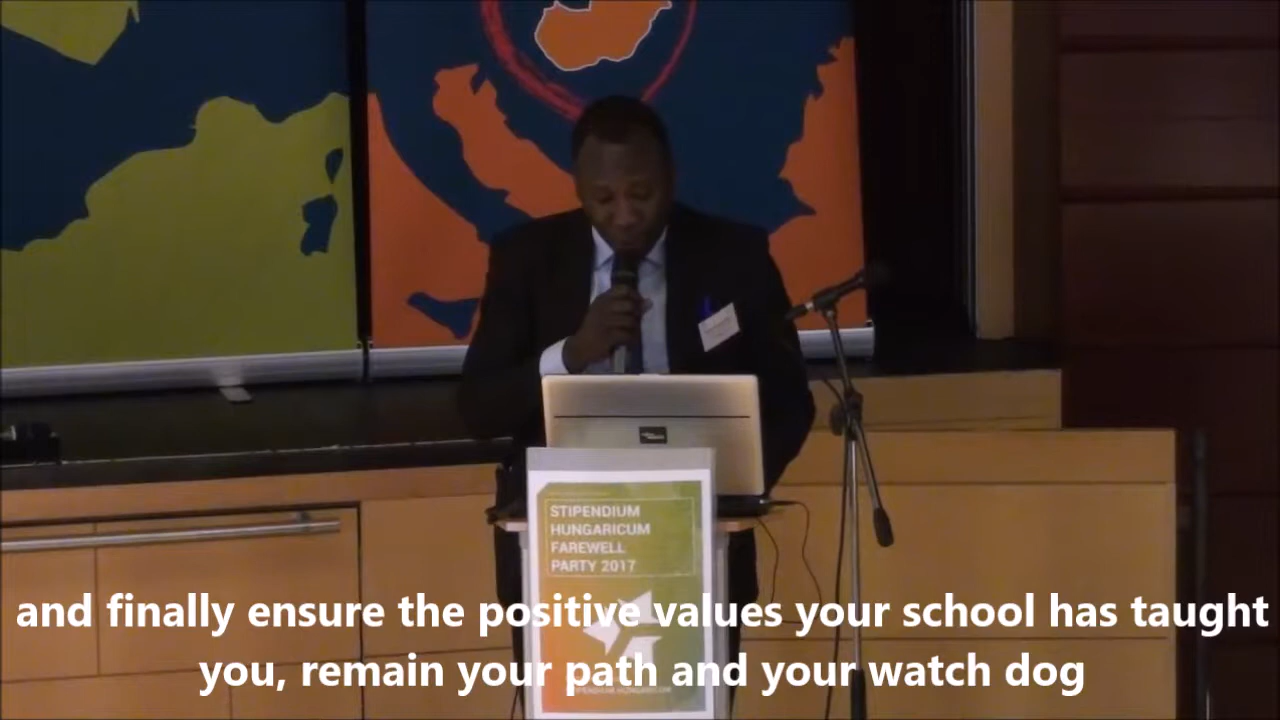 STIPENDIUM
HUNGARICUM
FAREWELL
PARTY 2017
and finally ensure the positive values your school has taught
you, remain your path and your watch dog